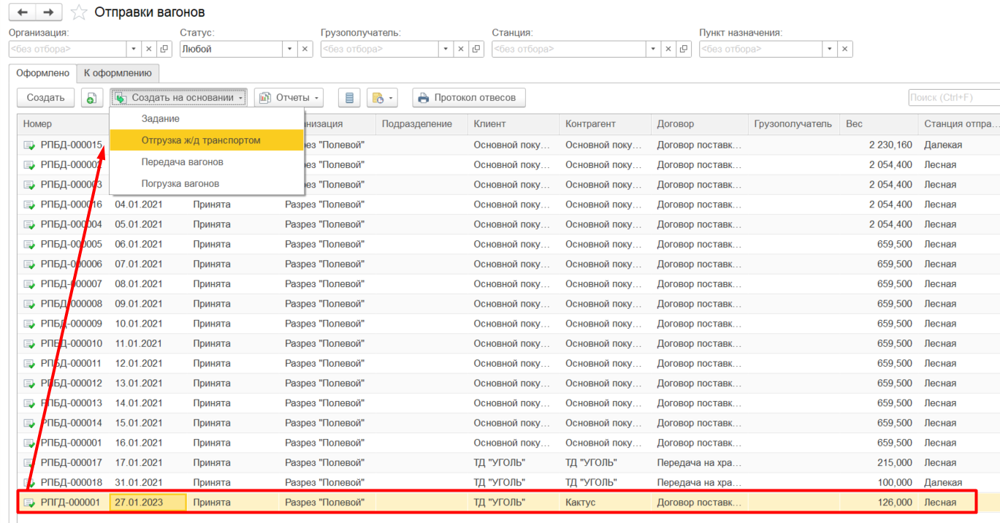 Отправки вагонов
Организация: Статус: Грузополучатель: Станция: Пункт назначения:
<без отбора> Любой <без отбора> <без отбора> <без отбора>
Оформлено К оформлению
Создать Создать на основании Отчеты Протокол отвесов Поиск (Ctrl+F)
Задание
Отгрузка ж/д транспортом
Передача вагонов
Погрузка вагонов
Номер Подразделение Клиент Контрагент Договор Грузополучатель Вес Станция отпра...
РПБД-000015 "Полевой" Основной поку... Основной поку... Договор поставк... 2 230,160 Далекая
РПБД-000002 "Полевой" Основной поку... Основной поку... Договор поставк... 2 054,400 Лесная
РПБД-000003 "Полевой" Основной поку... Основной поку... Договор поставк... 2 054,400 Лесная
РПБД-000016 04.01.2021 Принята Разрез "Полевой" Основной поку... Основной поку... Договор поставк... 2 054,400 Лесная
РПБД-000004 05.01.2021 Принята Разрез "Полевой" Основной поку... Основной поку... Договор поставк... 2 054,400 Лесная
РПБД-000005 06.01.2021 Принята Разрез "Полевой" Основной поку... Основной поку... Договор поставк... 659,500 Лесная
РПБД-000006 07.01.2021 Принята Разрез "Полевой" Основной поку... Основной поку... Договор поставк... 659,500 Лесная
РПБД-000007 08.01.2021 Принята Разрез "Полевой" Основной поку... Основной поку... Договор поставк... 659,500 Лесная
РПБД-000008 09.01.2021 Принята Разрез "Полевой" Основной поку... Основной поку... Договор поставк... 659,500 Лесная
РПБД-000009 10.01.2021 Принята Разрез "Полевой" Основной поку... Основной поку... Договор поставк... 659,500 Лесная
РПБД-000010 11.01.2021 Принята Разрез "Полевой" Основной поку... Основной поку... Договор поставк... 659,500 Лесная
РПБД-000011 12.01.2021 Принята Разрез "Полевой" Основной поку... Основной поку... Договор поставк... 659,500 Лесная
РПБД-000012 13.01.2021 Принята Разрез "Полевой" Основной поку... Основной поку... Договор поставк... 659,500 Лесная
РПБД-000013 14.01.2021 Принята Разрез "Полевой" Основной поку... Основной поку... Договор поставк... 659,500 Лесная
РПБД-000014 15.01.2021 Принята Разрез "Полевой" Основной поку... Основной поку... Договор поставк... 659,500 Лесная
РПБД-000001 16.01.2021 Принята Разрез "Полевой" Основной поку... Основной поку... Договор поставк... 659,500 Лесная
РПБД-000017 17.01.2021 Принята Разрез "Полевой" ТД "УГОЛЬ" ТД "УГОЛЬ" Передача на хра... 215,000 Лесная
РПБД-000018 31.01.2021 Принята Разрез "Полевой" ТД "УГОЛЬ" ТД "УГОЛЬ" Передача на хра... 100,000 Далекая
РПГД-000001 27.01.2023 Принята Разрез "Полевой" ТД "УГОЛЬ" Кактус Договор поставк... 126,000 Лесная